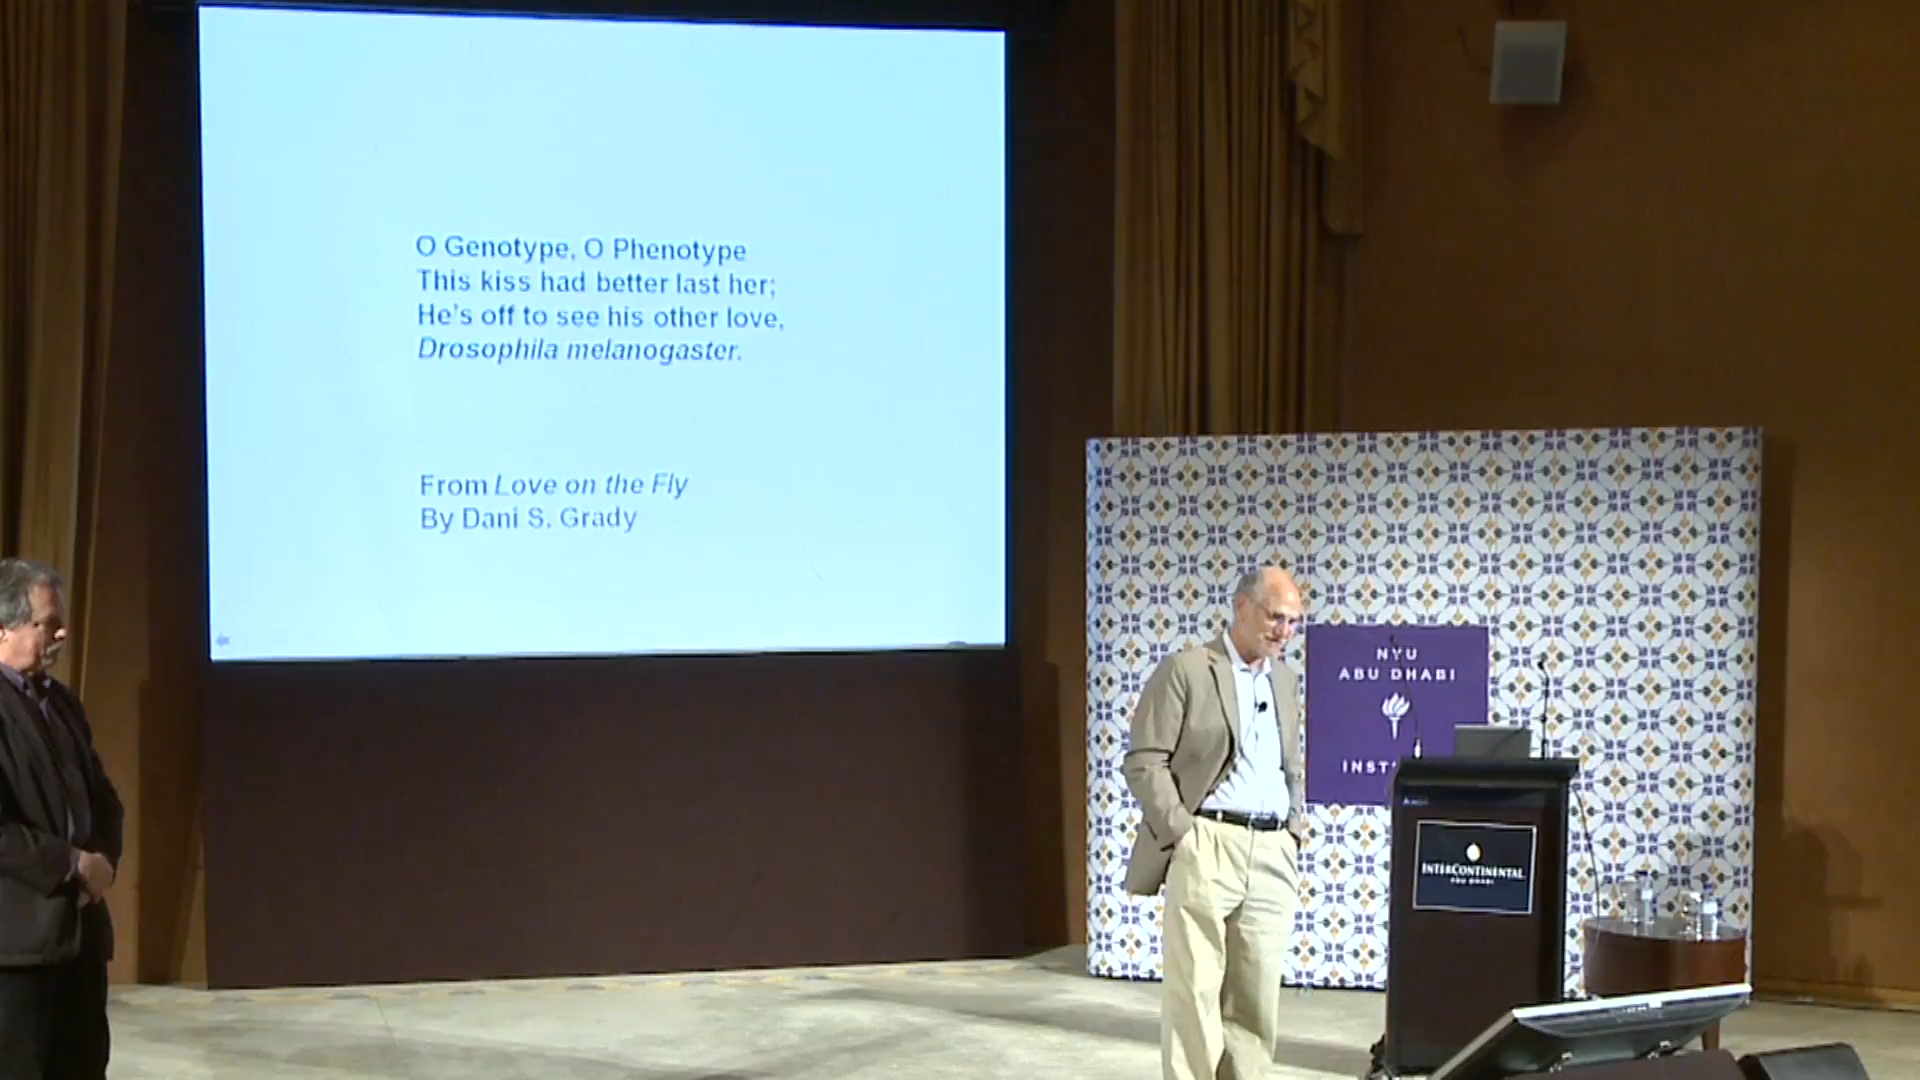 O Genotype, O Phenotype
This kiss had better last her;
He's off to see his other love,
Drosophila melanogaster.
From Love on the Fly
By Dani S. Grady
NYU
ABU DHABI
INTERCONTINENTAL
ABU DHABI